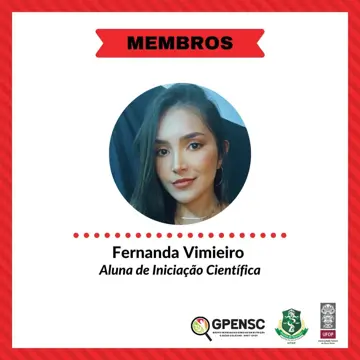 MEMBROS
Fernanda Vimieiro
Aluna de Iniciação Científica
GPENSC
UFOP